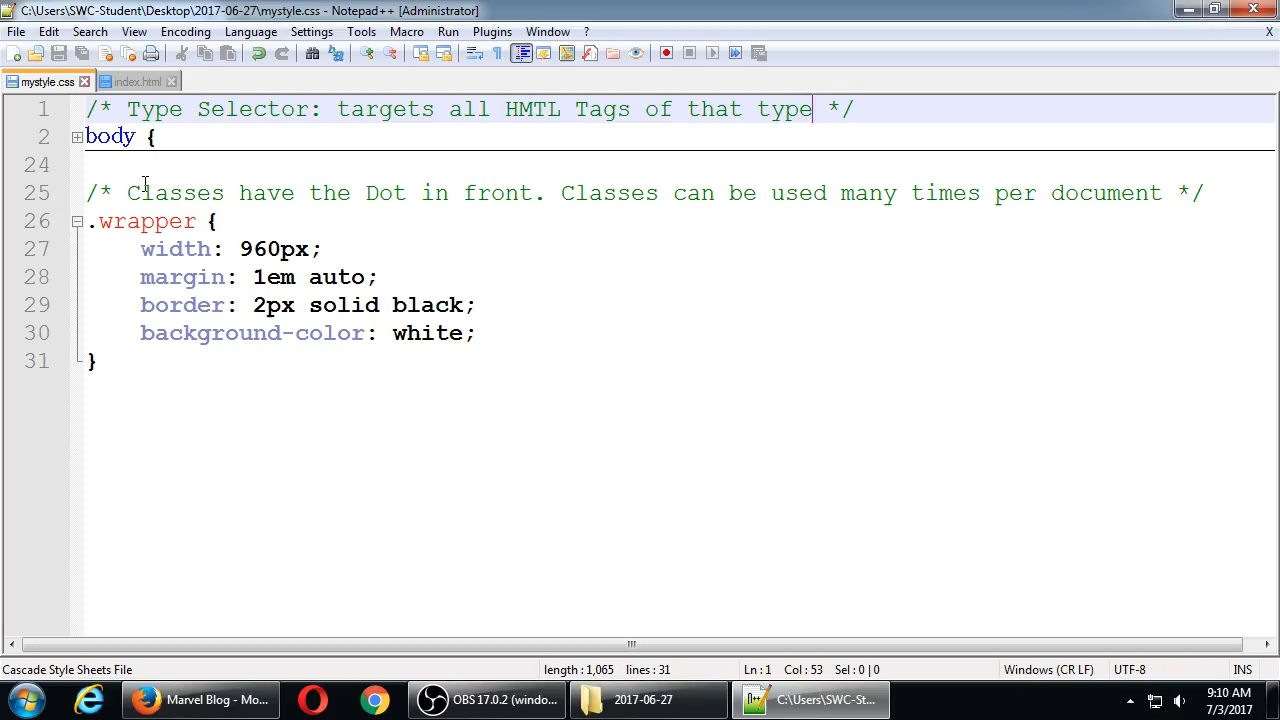 C:\Users\SWC-Student\Desktop\2017-06-27\mystyle.css - Notepad++ [Administrator]
File Edit Search View Encoding Language Settings Tools Macro Run Plugins Window ? X
mystyle.css index.html
1 /* Type Selector: targets all HMTL Tags of that type */
2 body {
24
25 /* Classes have the Dot in front. Classes can be used many times per document */
26 .wrapper {
27 width: 960px;
28 margin: 1em auto;
29 border: 2px solid black;
30 background-color: white;
31 }
Cascade Style Sheets File length : 1,065 lines : 31 Ln : 1 Col : 53 Sel : 0 | 0 Windows (CR LF) UTF-8 INS
Marvel Blog - Mo... OBS 17.0.2 (windo... 2017-06-27 C:\Users\SWC-St... 9:10 AM
7/3/2017